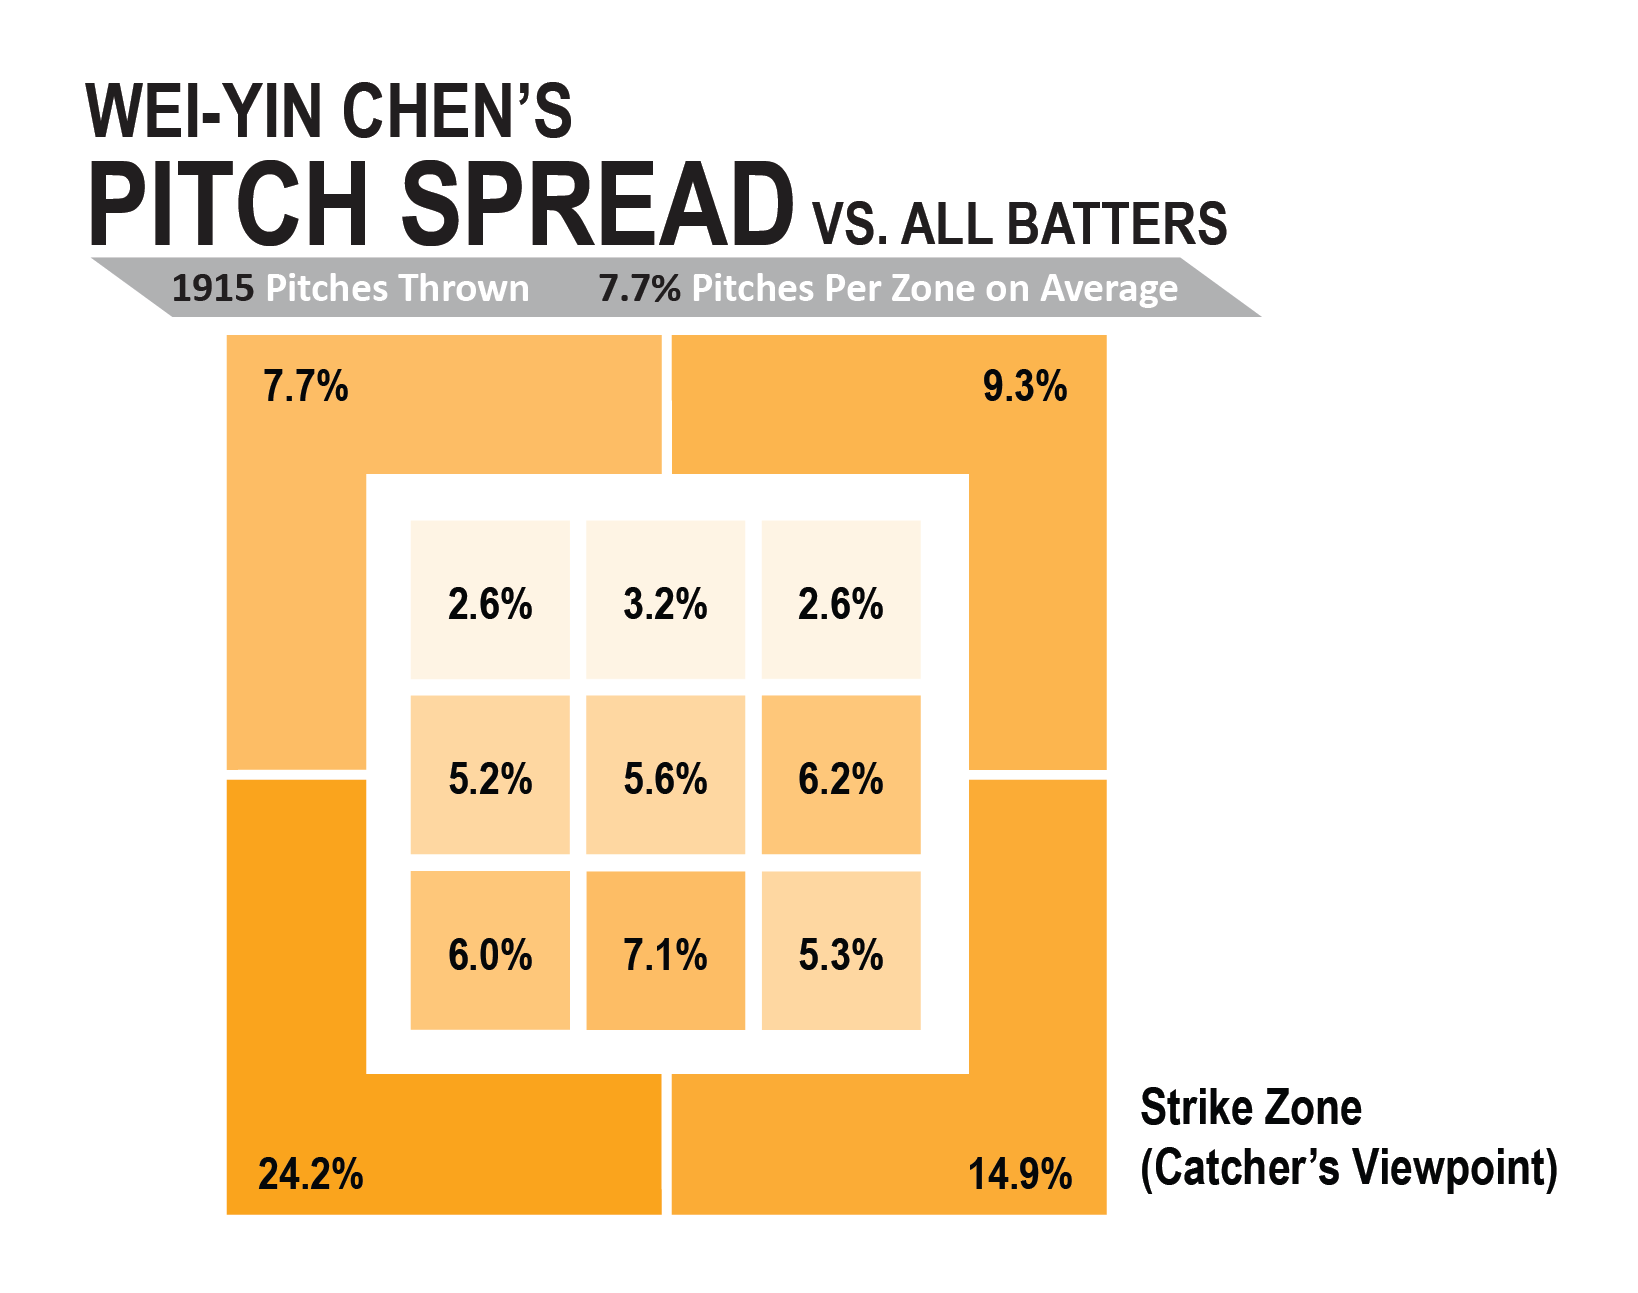 WEI-YIN CHEN’S
PITCH SPREAD VS. ALL BATTERS
1915 Pitches Thrown 7.7% Pitches Per Zone on Average
7.7% 9.3%
2.6% 3.2% 2.6%
5.2% 5.6% 6.2%
6.0% 7.1% 5.3%
24.2% 14.9%
Strike Zone
(Catcher’s Viewpoint)